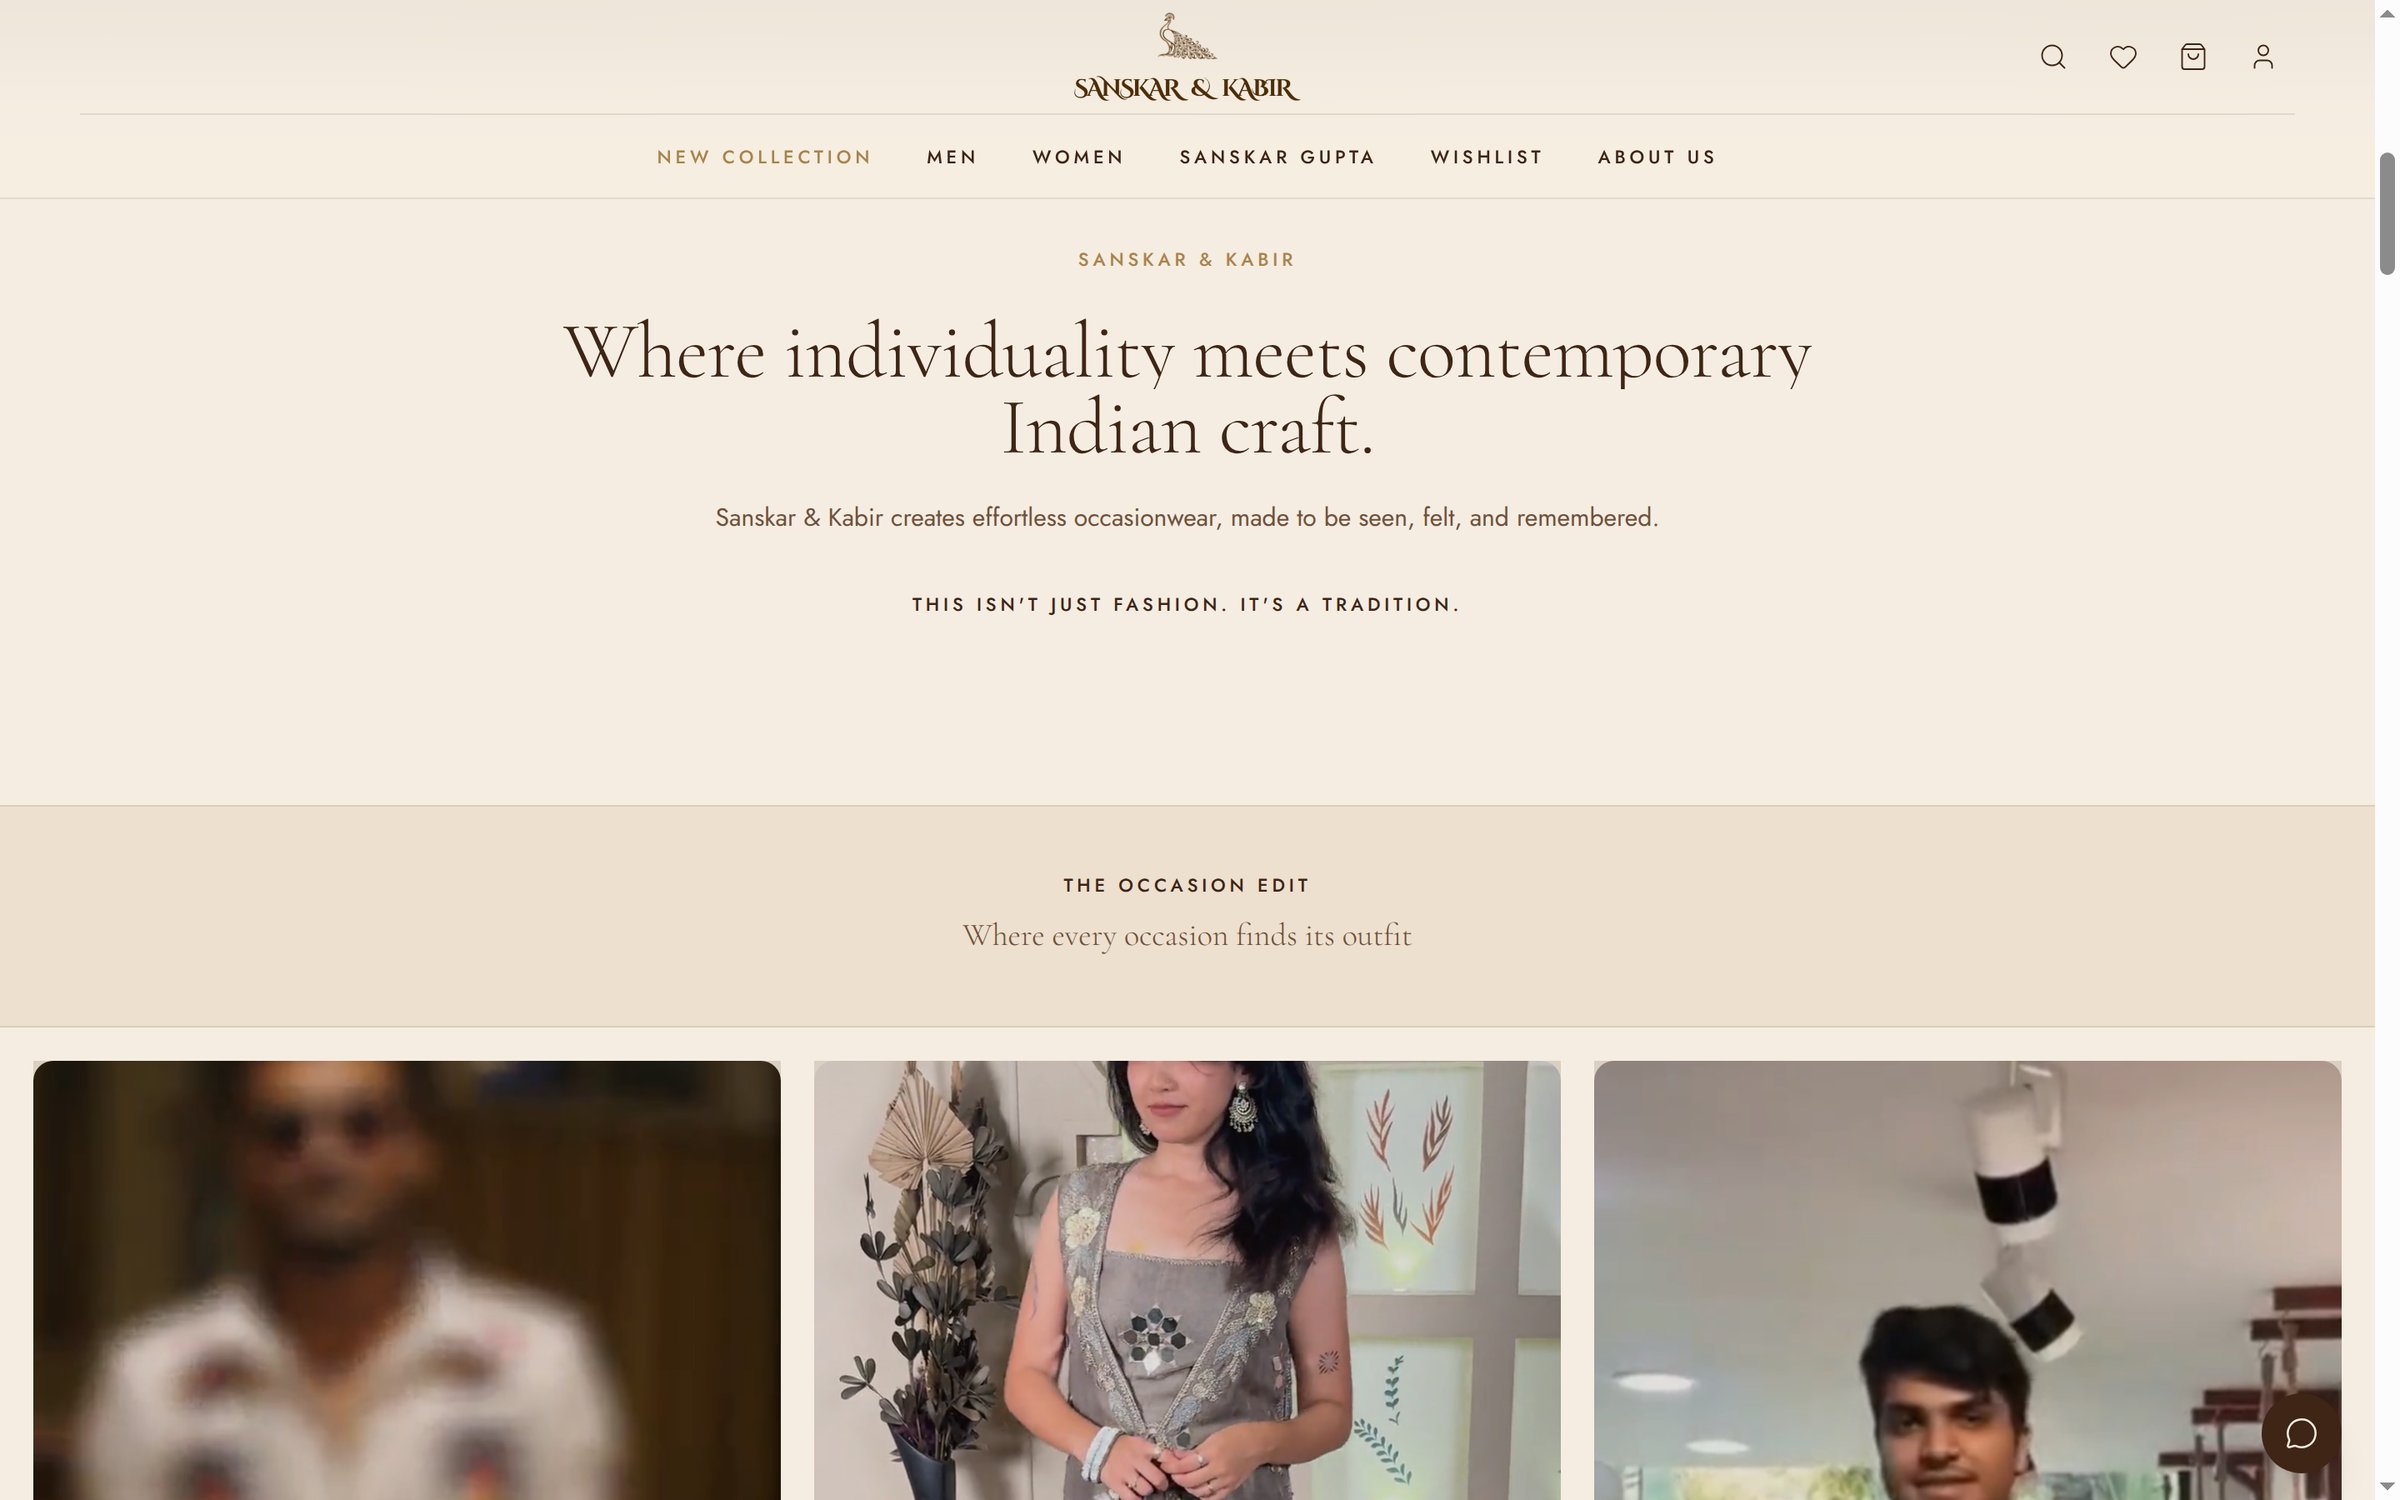 SANSKAR & KABIR
NEW COLLECTION
MEN
WOMEN
SANSKAR GUPTA
WISHLIST
ABOUT US
SANSKAR & KABIR
Where individuality meets contemporary
Indian craft.
Sanskar & Kabir creates effortless occasionwear, made to be seen, felt, and remembered.
THIS ISN'T JUST FASHION. IT'S A TRADITION.
THE OCCASION EDIT
Where every occasion finds its outfit